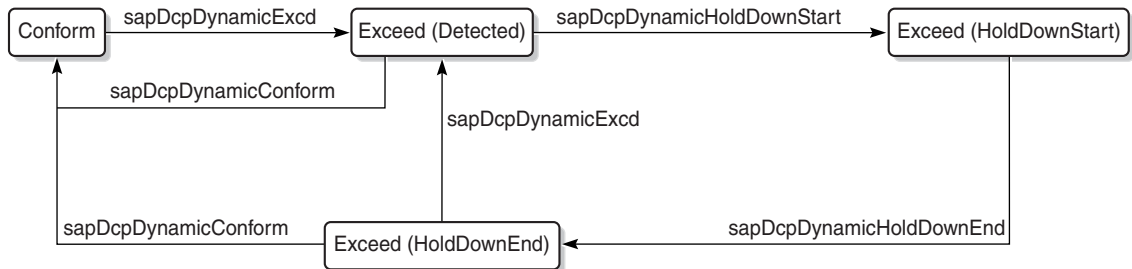 sapDcpDynamicExcd
sapDcpDynamicHoldDownStart
Conform
Exceed (Detected)
Exceed (HoldDownStart)
sapDcpDynamicConform
sapDcpDynamicExcd
sapDcpDynamicConform
sapDcpDynamicHoldDownEnd
Exceed (HoldDownEnd)